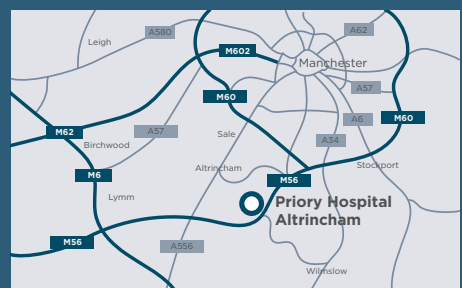 A580
A62
Leigh
M602
Manchester
A57
M60
A6
M60
M62
A57
Sale
A34
Birchwood
Stockport
M6
Altrincham
M56
Lymm
Priory Hospital
Altrincham
M56
A556
Wilmslow